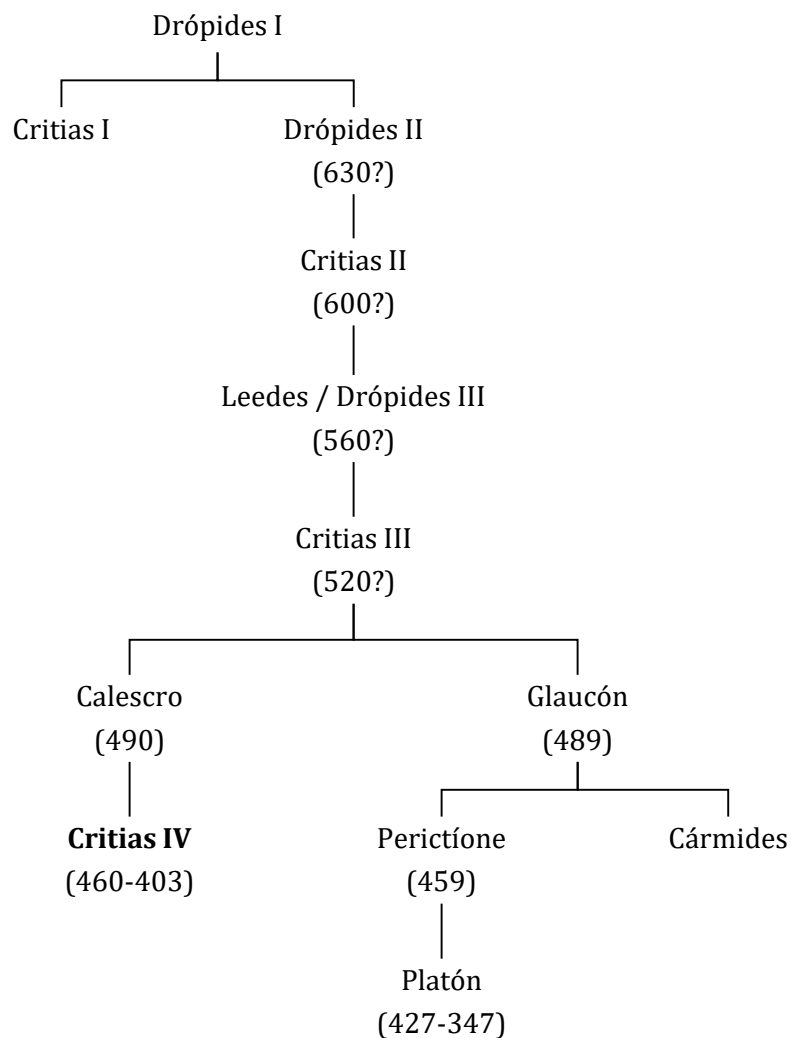 Drópides I
Critias I
Drópides II
(630?)
Critias II
(600?)
Leedes / Drópides III
(560?)
Critias III
(520?)
Calescro
Glaucón
(490)
(489)
Critias IV
Perictíone
Cármides
(460-403)
(459)
Platón
(427-347)